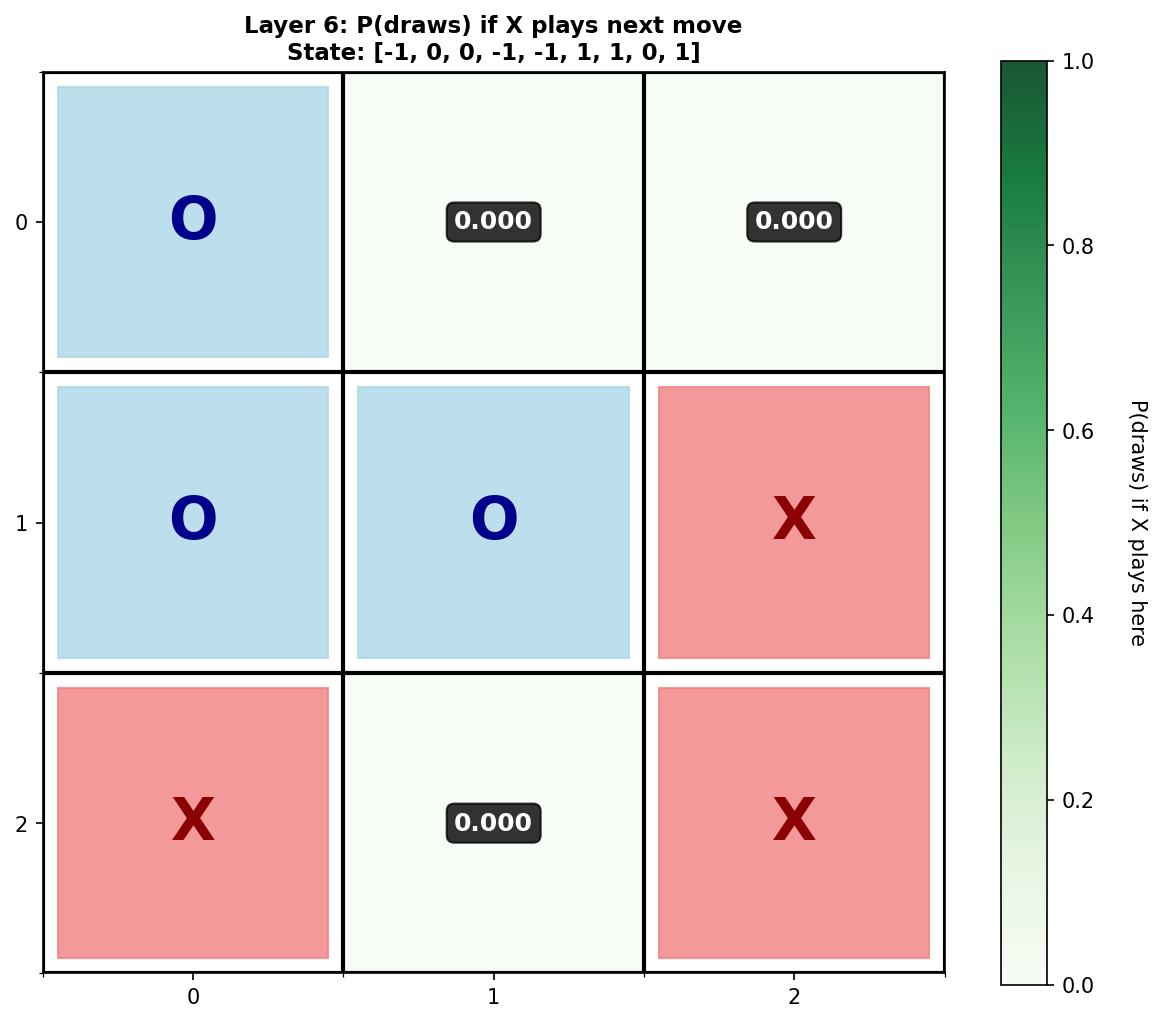 Layer 6: P(draws) if X plays next move
State: [-1, 0, 0, -1, -1, 1, 1, 0, 1]
O
0.000
0.000
O
O
X
X
0.000
X
0
1
2
0
1
2
1.0
0.8
0.6
0.4
0.2
0.0
P(draws) if X plays here